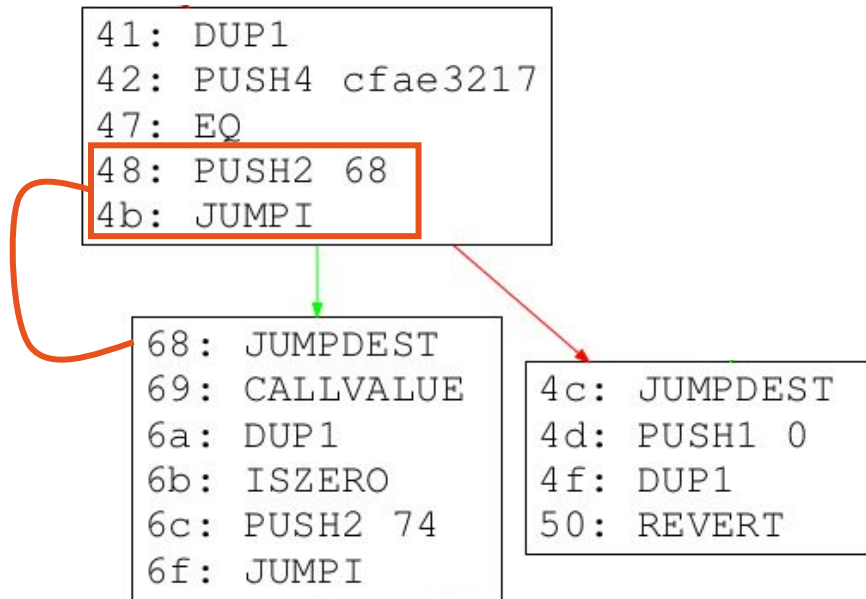 41: DUP1
42: PUSH4 cfae3217
47: EQ
48: PUSH2 68
4b: JUMPI
68: JUMPDEST
69: CALLVALUE
6a: DUP1
6b: ISZERO
6c: PUSH2 74
6f: JUMPI
4c: JUMPDEST
4d: PUSH1 0
4f: DUP1
50: REVERT